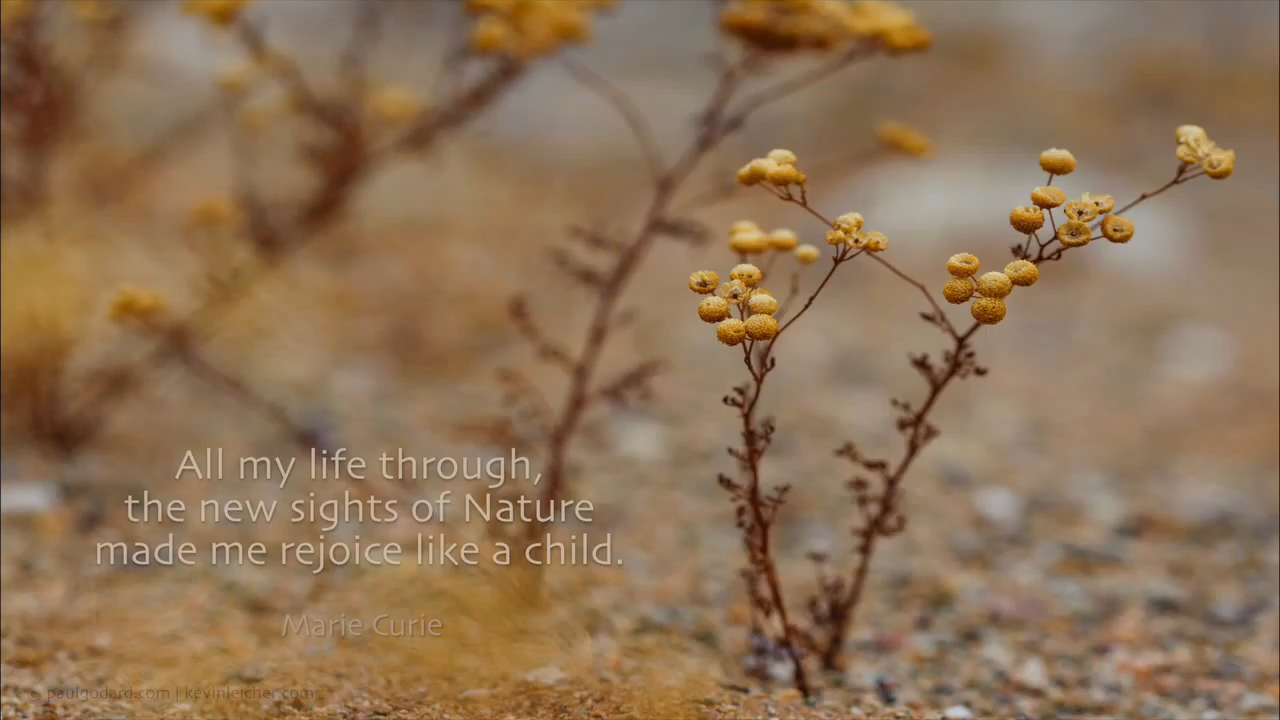 All my life through,
the new sights of Nature
made me rejoice like a child.
Marie Curie
© paulgodard.com | kevinleicher.com